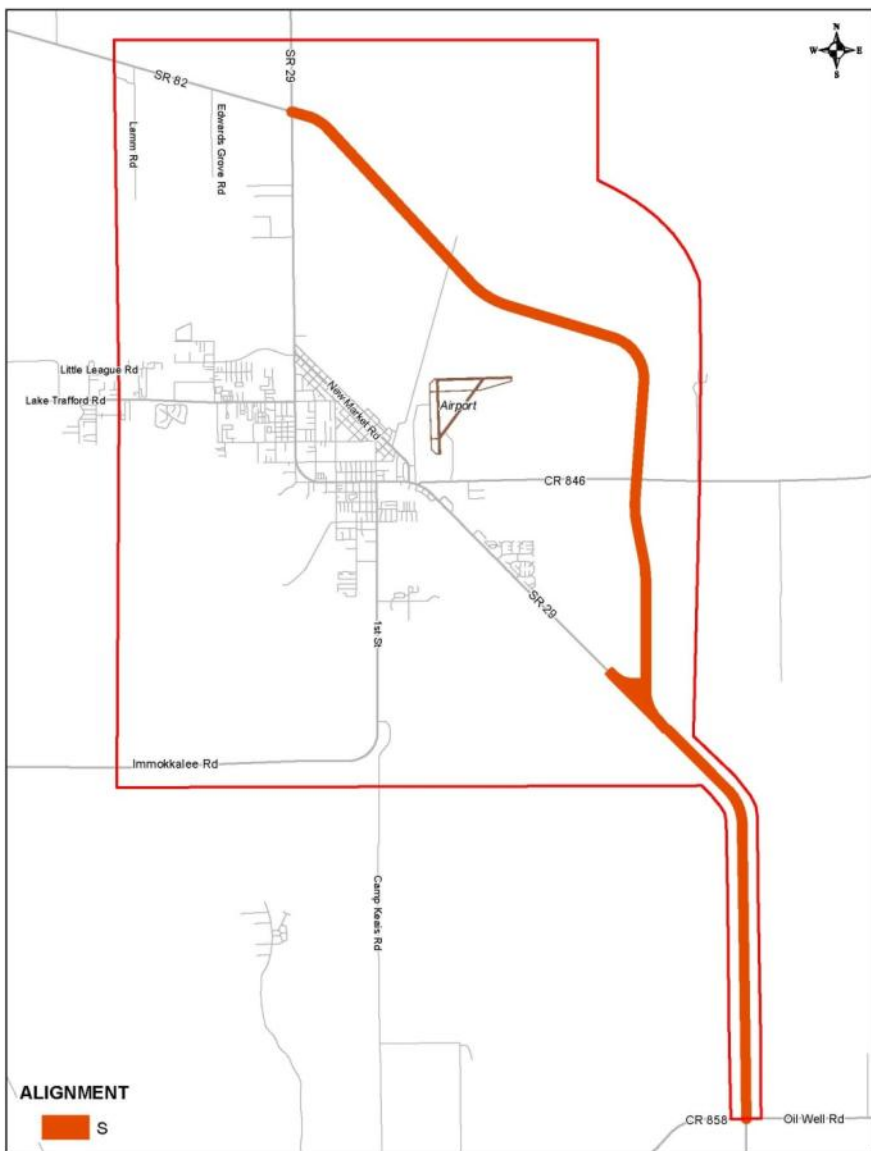 N
W E
S
SR 29
SR 82
Lamm Rd
Edwards Grove Rd
Little League Rd
Lake Trafford Rd
New Market Rd
Airport
CR 846
SR 29
1st St
Immokkalee Rd
Camp Keais Rd
ALIGNMENT
S
CR 858
Oil Well Rd